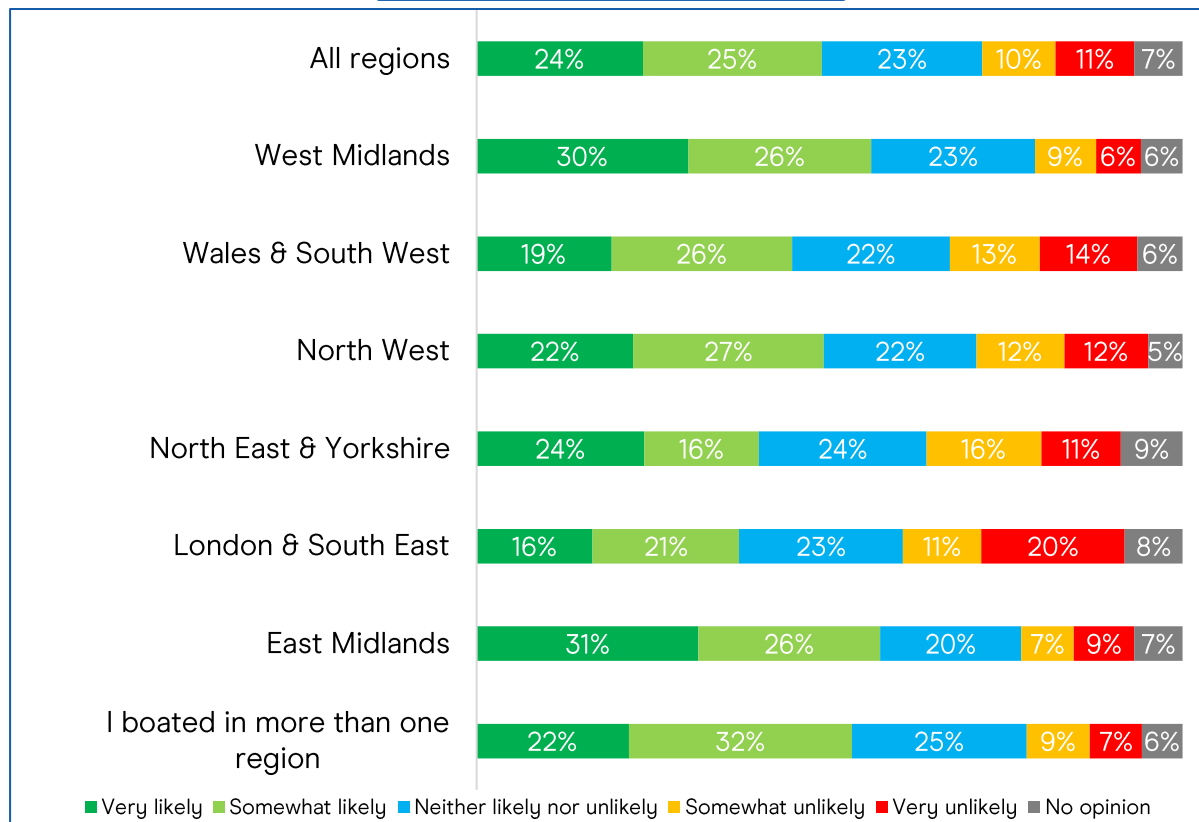 All regions 24% 25% 23% 10% 11% 7%
West Midlands 30% 26% 23% 9% 6% 6%
Wales & South West 19% 26% 22% 13% 14% 6%
North West 22% 27% 22% 12% 12% 5%
North East & Yorkshire 24% 16% 24% 16% 11% 9%
London & South East 16% 21% 23% 11% 20% 8%
East Midlands 31% 26% 20% 7% 9% 7%
I boated in more than one
region 22% 32% 25% 9% 7% 6%
Very likely Somewhat likely Neither likely nor unlikely Somewhat unlikely Very unlikely No opinion